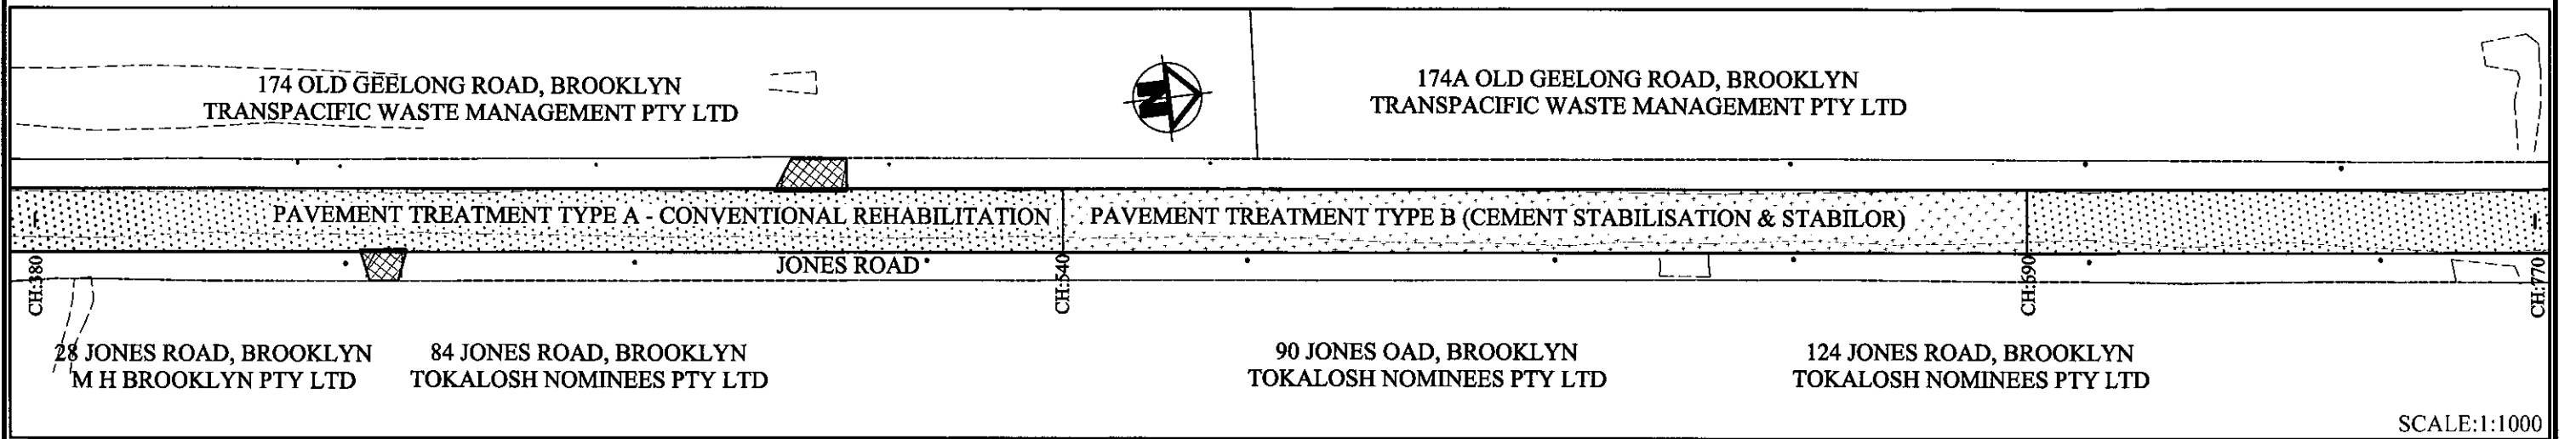 174 OLD GEELONG ROAD, BROOKLYN
TRANSPACIFIC WASTE MANAGEMENT PTY LTD
N
174A OLD GEELONG ROAD, BROOKLYN
TRANSPACIFIC WASTE MANAGEMENT PTY LTD
PAVEMENT TREATMENT TYPE A - CONVENTIONAL REHABILITATION
PAVEMENT TREATMENT TYPE B (CEMENT STABILISATION & STABILOR)
JONES ROAD
CH:380
CH:540
CH:690
CH:770
28 JONES ROAD, BROOKLYN
M H BROOKLYN PTY LTD
84 JONES ROAD, BROOKLYN
TOKALOSH NOMINEES PTY LTD
90 JONES OAD, BROOKLYN
TOKALOSH NOMINEES PTY LTD
124 JONES ROAD, BROOKLYN
TOKALOSH NOMINEES PTY LTD
SCALE:1:1000